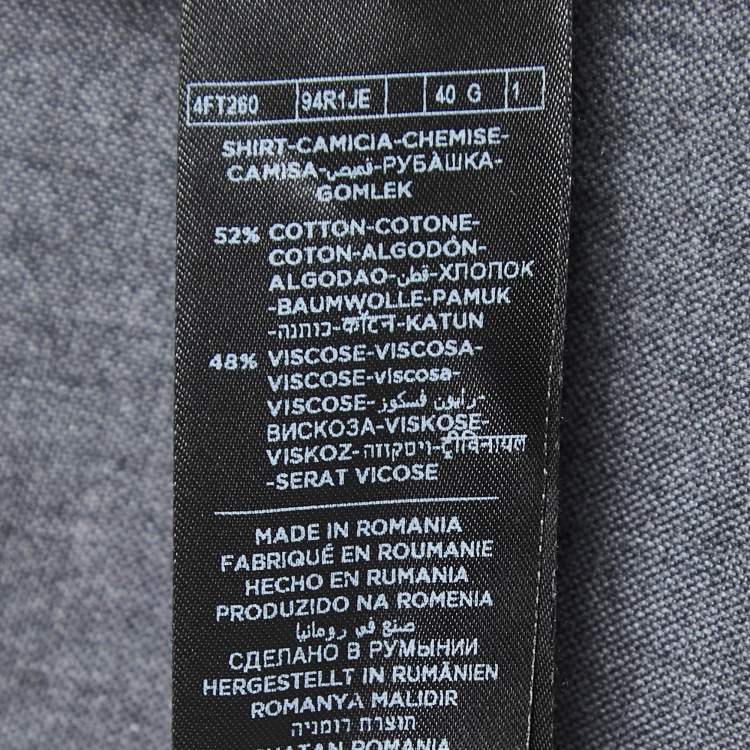 4FT260 94R1JE 40 G 1
SHIRT-CAMICIA-CHEMISE-
CAMISA-قميص-РУБАШКА-
GOMLEK
52% COTTON-COTONE-
COTON-ALGODÓN-
ALGODAO-قطن-ХЛОПОК
-BAUMWOLLE-PAMUK
-כותנה-कॉटन-KATUN
48% VISCOSE-VISCOSA-
VISCOSE-viscosa-
VISCOSE-رايون فسكوز-
ВИСКОЗА-VISKOSE-
VISKOZ-ויסקוזה-
-SERAT VICOSE
MADE IN ROMANIA
FABRIQUÉ EN ROUMANIE
HECHO EN RUMANIA
PRODUZIDO NA ROMENIA
صنع في رومانيا
СДЕЛАНО В РУМЫНИИ
HERGESTELLT IN RUMÄNIEN
ROMANYA MALIDIR
תוצרת רומניה
BUATAN ROMANIA